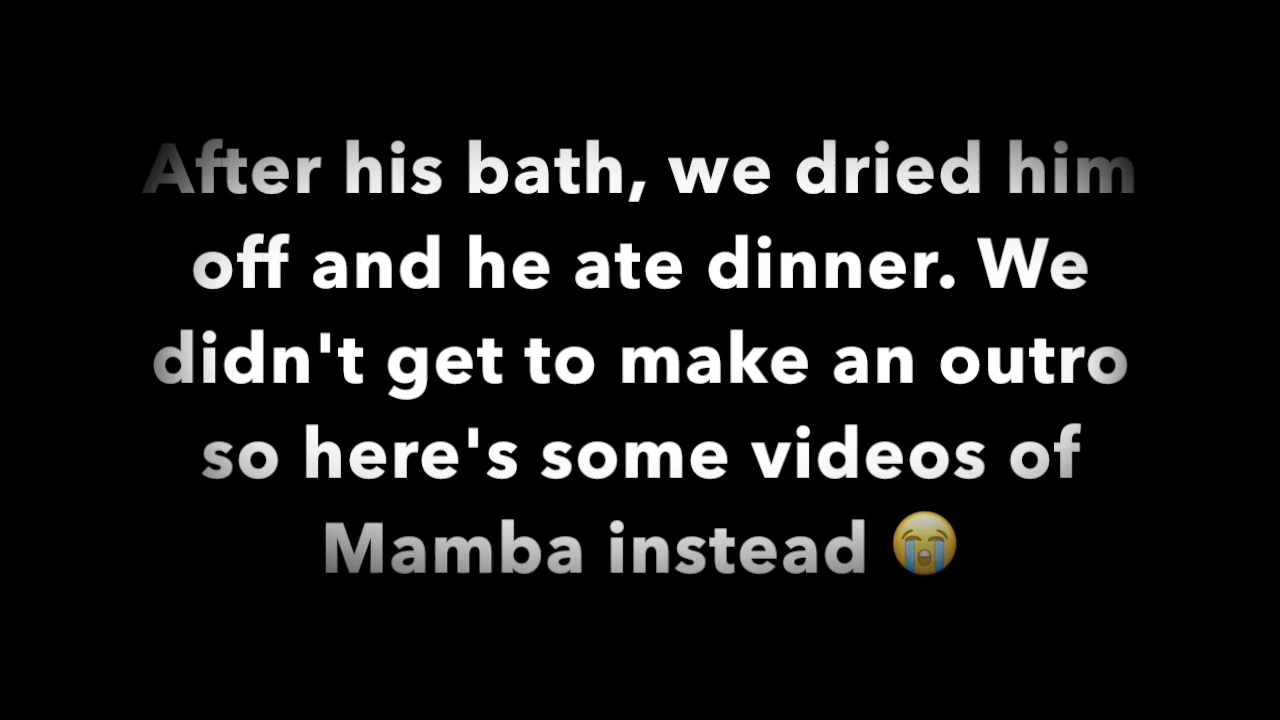 After his bath, we dried him
off and he ate dinner. We
didn't get to make an outro
so here's some videos of
Mamba instead 😭